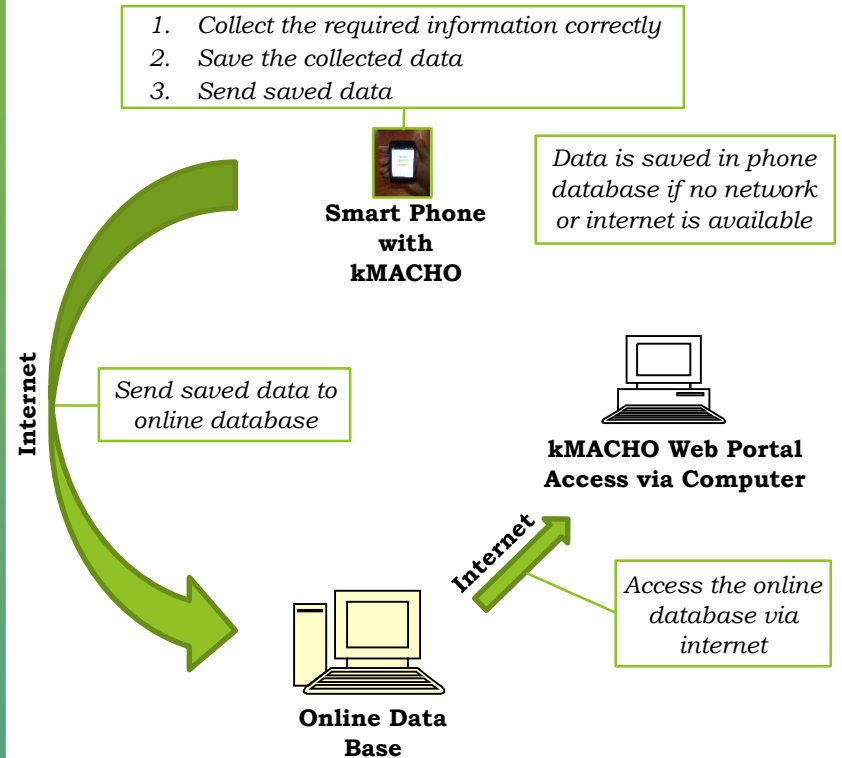 1. Collect the required information correctly
2. Save the collected data
3. Send saved data
Smart Phone
with
kMACHO
Data is saved in phone
database if no network
or internet is available
Internet
Send saved data to
online database
kMACHO Web Portal
Access via Computer
Internet
Access the online
database via
internet
Online Data
Base